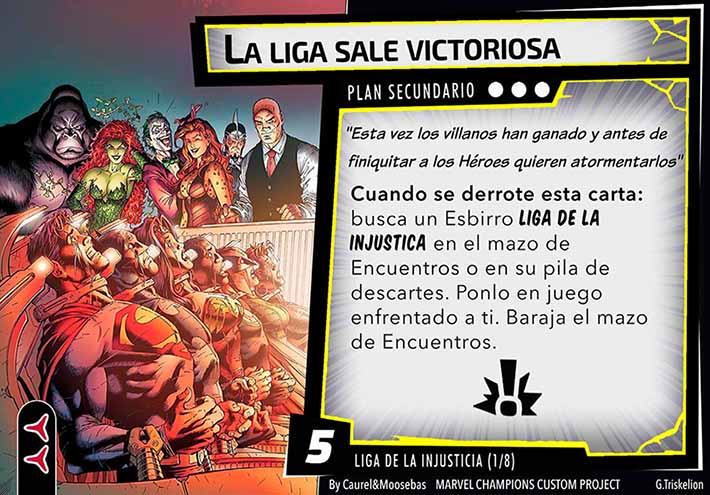 LA LIGA SALE VICTORIOSA
PLAN SECUNDARIO
"Esta vez los villanos han ganado y antes de
finiquitar a los Héroes quieren atormentarlos"
Cuando se derrote esta carta:
busca un Esbirro LIGA DE LA
INJUSTICA en el mazo de
Encuentros o en su pila de
descartes. Ponlo en juego
enfrentado a ti. Baraja el mazo
de Encuentros.
5
LIGA DE LA INJUSTICIA (1/8)
By Caurel&Moosebas MARVEL CHAMPIONS CUSTOM PROJECT G.Triskelion